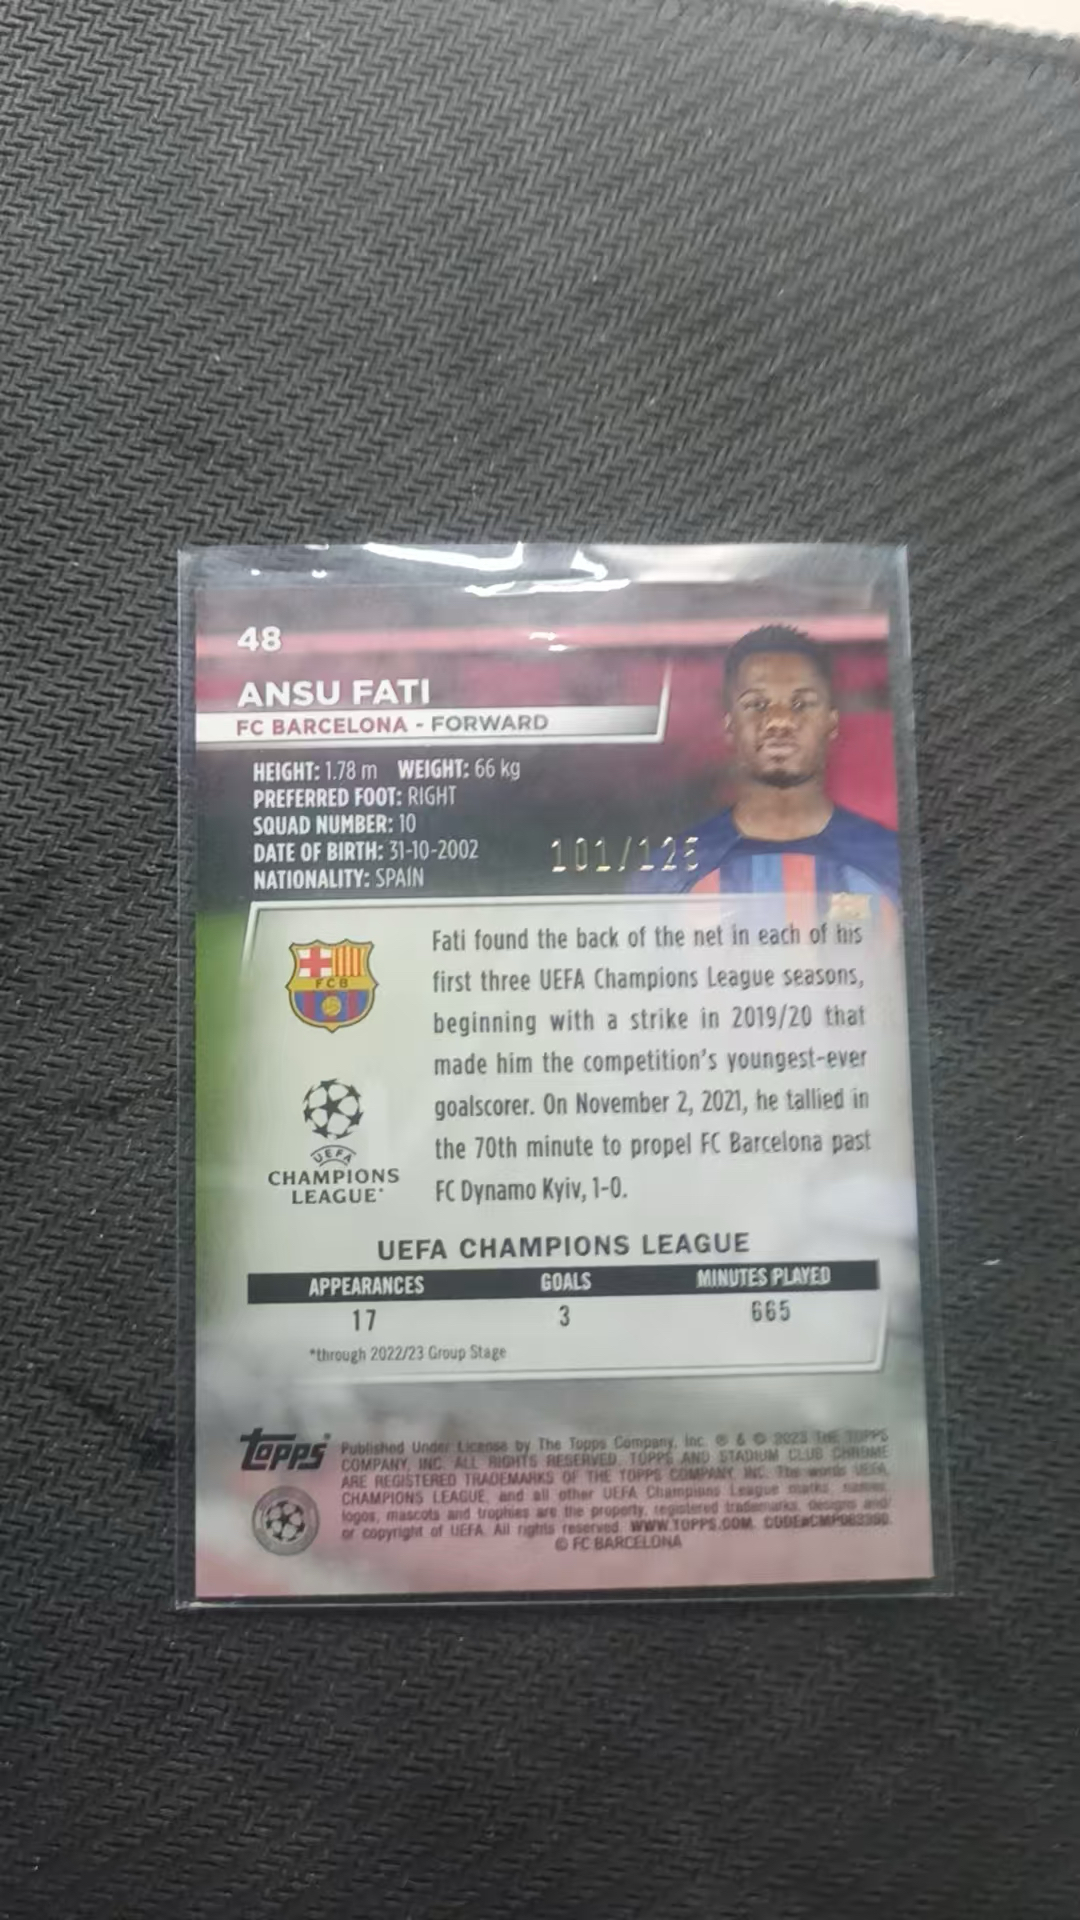 48
ANSU FATI
FC BARCELONA - FORWARD
HEIGHT: 1.78 m WEIGHT: 66 kg
PREFERRED FOOT: RIGHT
SQUAD NUMBER: 10
DATE OF BIRTH: 31-10-2002
NATIONALITY: SPAIN
101/125
FCB
Fati found the back of the net in each of his
first three UEFA Champions League seasons,
beginning with a strike in 2019/20 that
made him the competition's youngest-ever
goalscorer. On November 2, 2021, he tallied in
the 70th minute to propel FC Barcelona past
FC Dynamo Kyiv, 1-0.
UEFA
CHAMPIONS
LEAGUE
UEFA CHAMPIONS LEAGUE
APPEARANCES GOALS MINUTES PLAYED
17 3 665
*through 2022/23 Group Stage
Topps
Published Under License by The Topps Company, Inc. ® & © 2023 THE TOPPS
COMPANY, INC. ALL RIGHTS RESERVED. TOPPS AND STADIUM CLUB CHROME
ARE REGISTERED TRADEMARKS OF THE TOPPS COMPANY, INC. The words UEFA,
CHAMPIONS LEAGUE, and all other UEFA Champions League marks, names,
logos, mascots and trophies are the property, registered trademarks, designs and/
or copyright of UEFA. All rights reserved. WWW.TOPPS.COM.
© FC BARCELONA